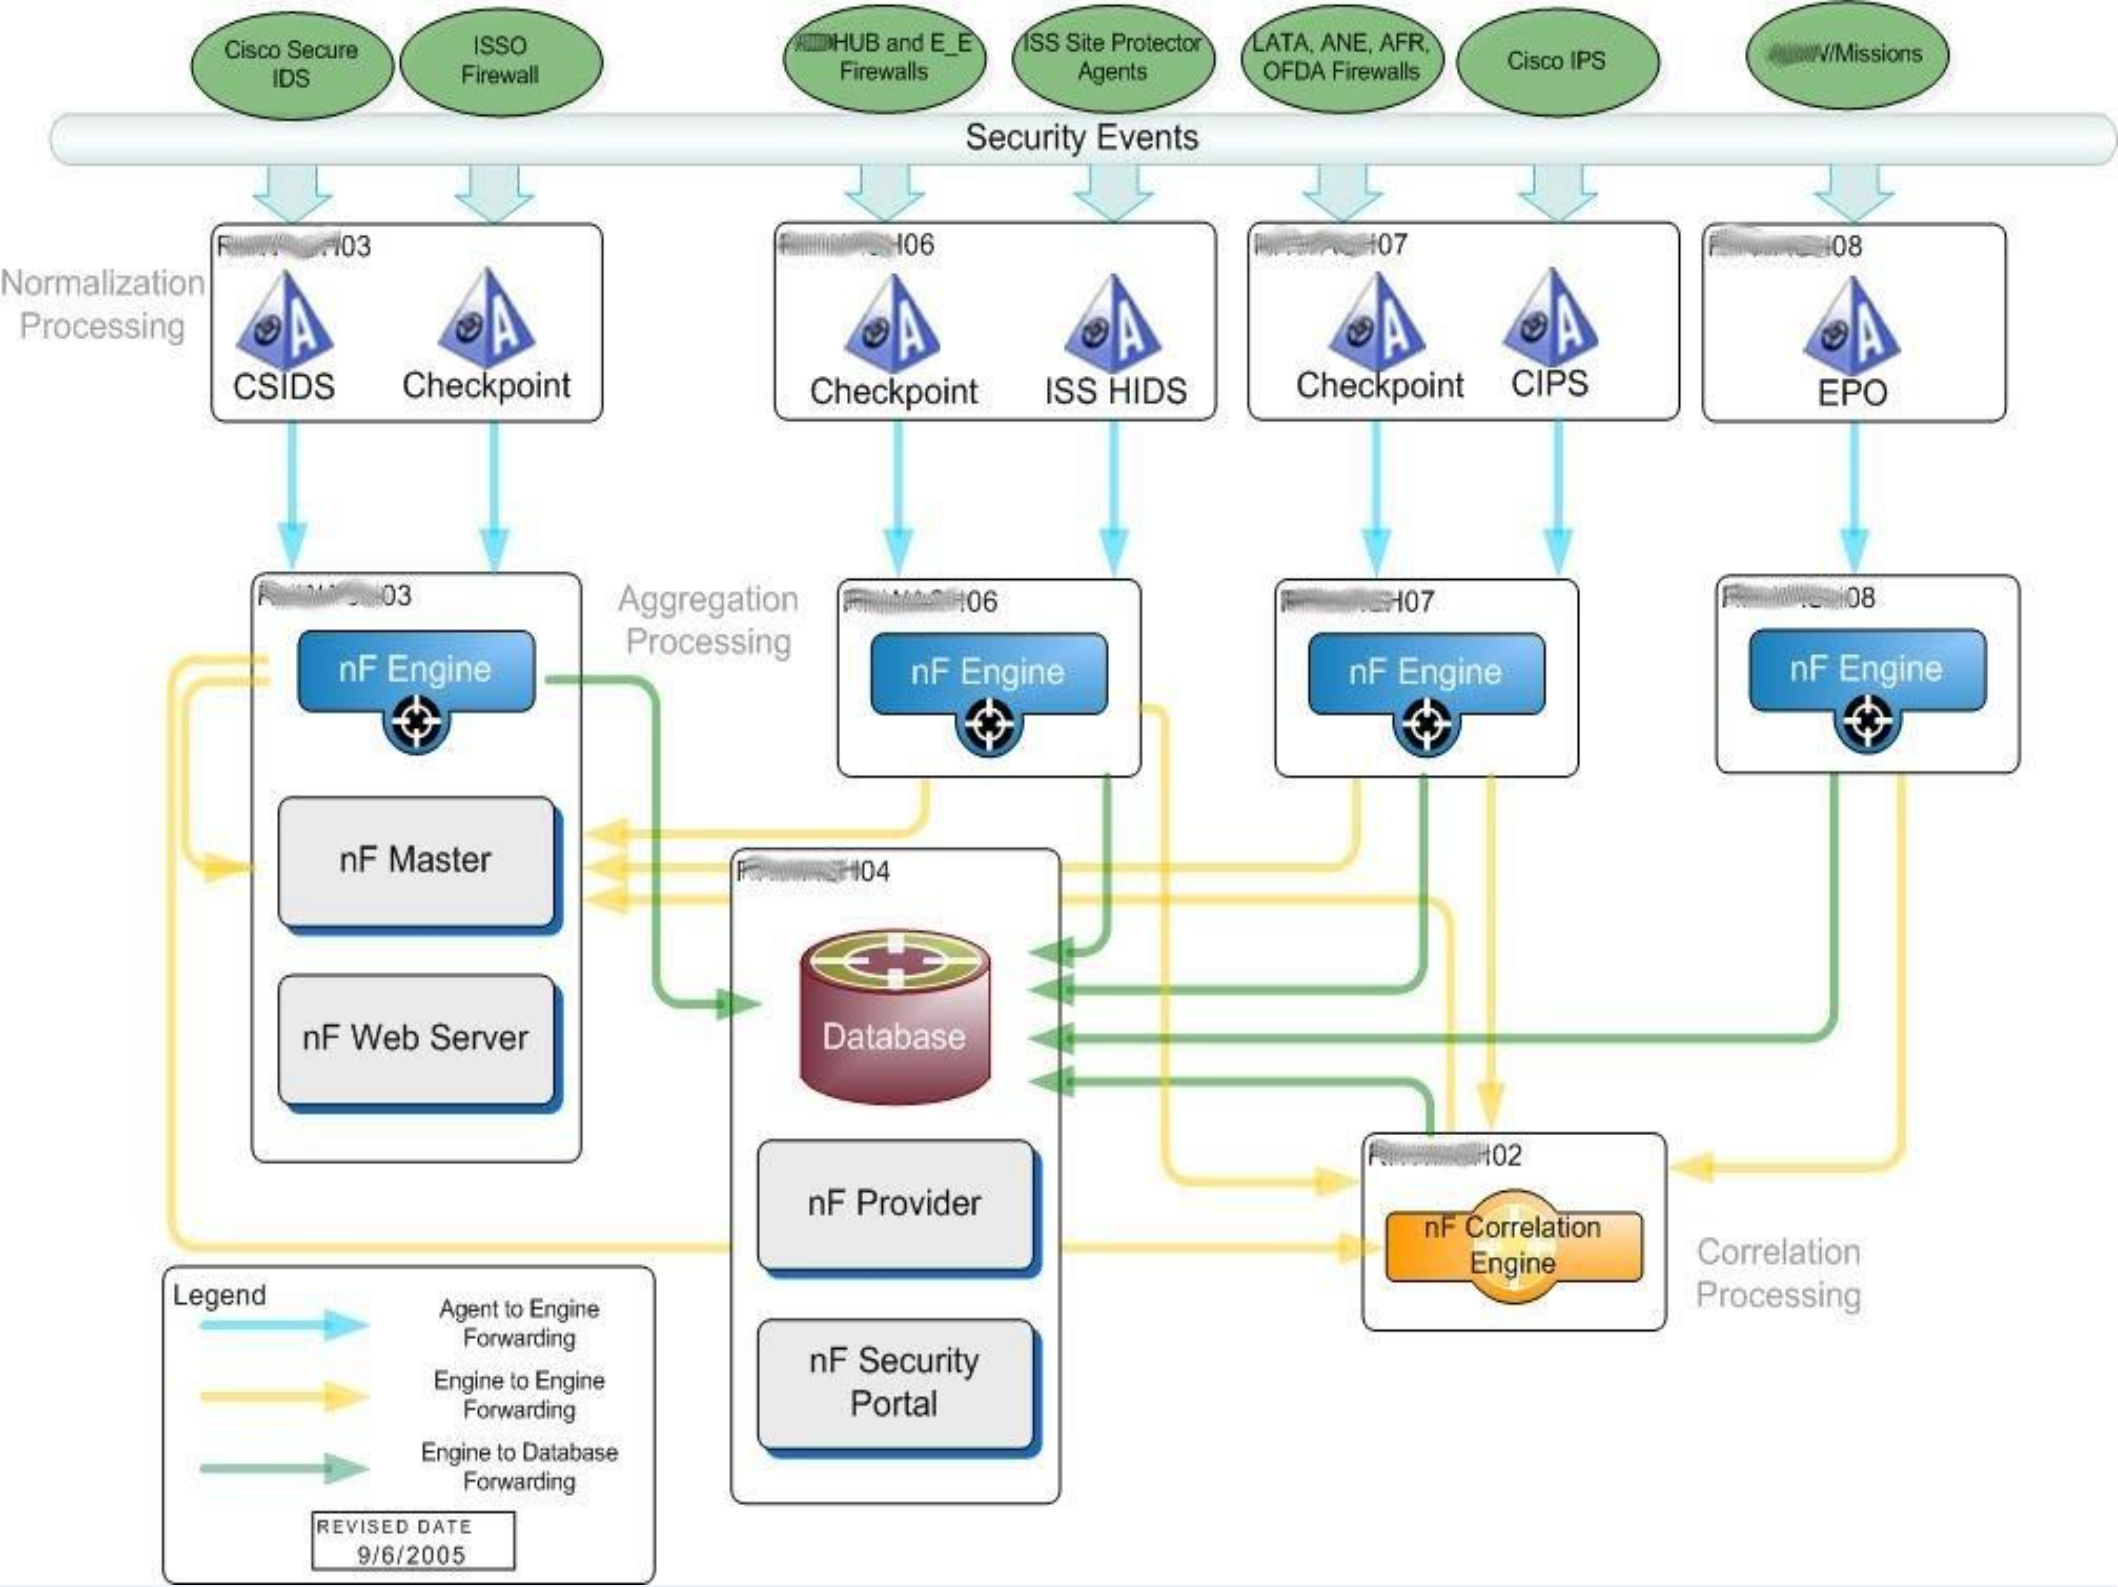 Cisco Secure
IDS
ISSO
Firewall
HUB and E_E
Firewalls
ISS Site Protector
Agents
LATA, ANE, AFR,
OFDA Firewalls
Cisco IPS
/Missions
Security Events
Normalization
Processing
03
CSIDS
Checkpoint
06
Checkpoint
ISS HIDS
07
Checkpoint
CIPS
08
EPO
03
nF Engine
nF Master
nF Web Server
Aggregation
Processing
06
nF Engine
H07
nF Engine
08
nF Engine
04
Database
nF Provider
nF Security
Portal
02
nF Correlation
Engine
Correlation
Processing
Legend
Agent to Engine
Forwarding
Engine to Engine
Forwarding
Engine to Database
Forwarding
REVISED DATE
9/6/2005